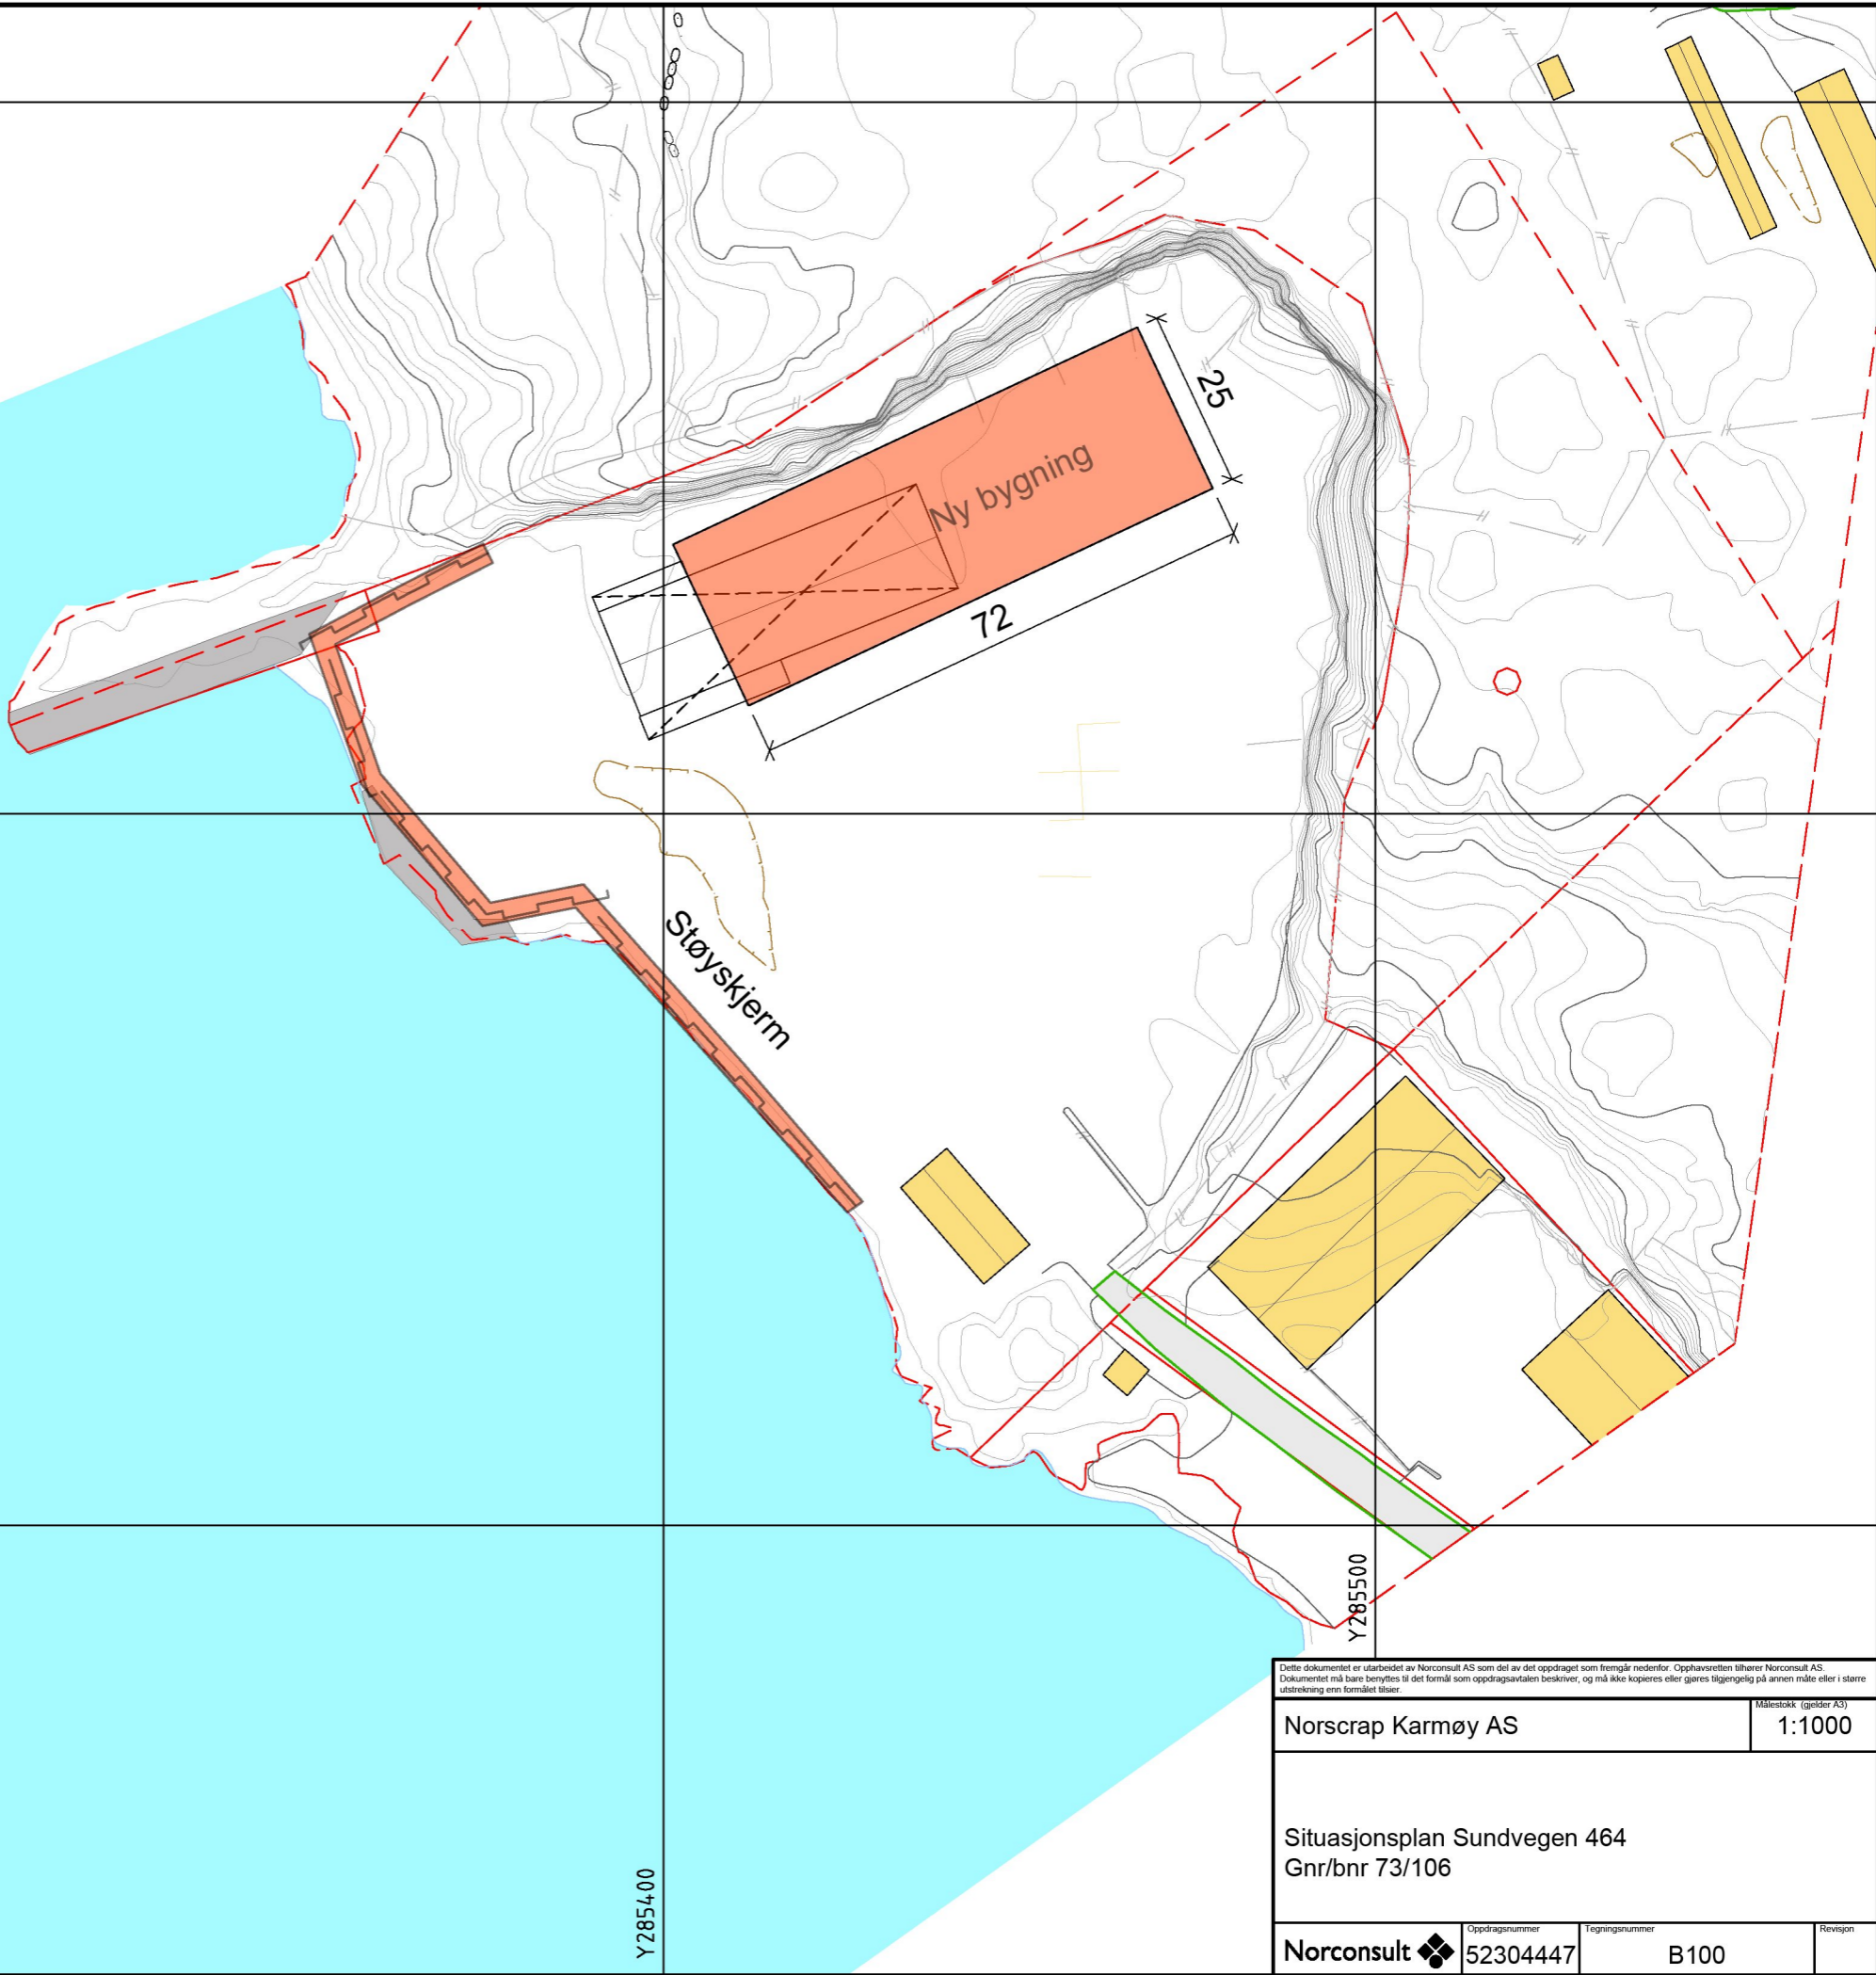 25
Ny bygning
72
Støyskjerm
Y285500
Y285400
Dette dokumentet er utarbeidet av Norconsult AS som del av det oppdraget som fremgår nedenfor. Opphavsretten tilhører Norconsult AS.
Dokumentet må bare benyttes til det formål som oppdragsavtalen beskriver, og må ikke kopieres eller gjøres tilgjengelig på annen måte eller i større
utstrekning enn formålet tilsier.
Norscrap Karmøy AS
Målestokk (gjelder A3)
1:1000
Situasjonsplan Sundvegen 464
Gnr/bnr 73/106
Norconsult
Oppdragsnummer
52304447
Tegningsnummer
B100
Revisjon